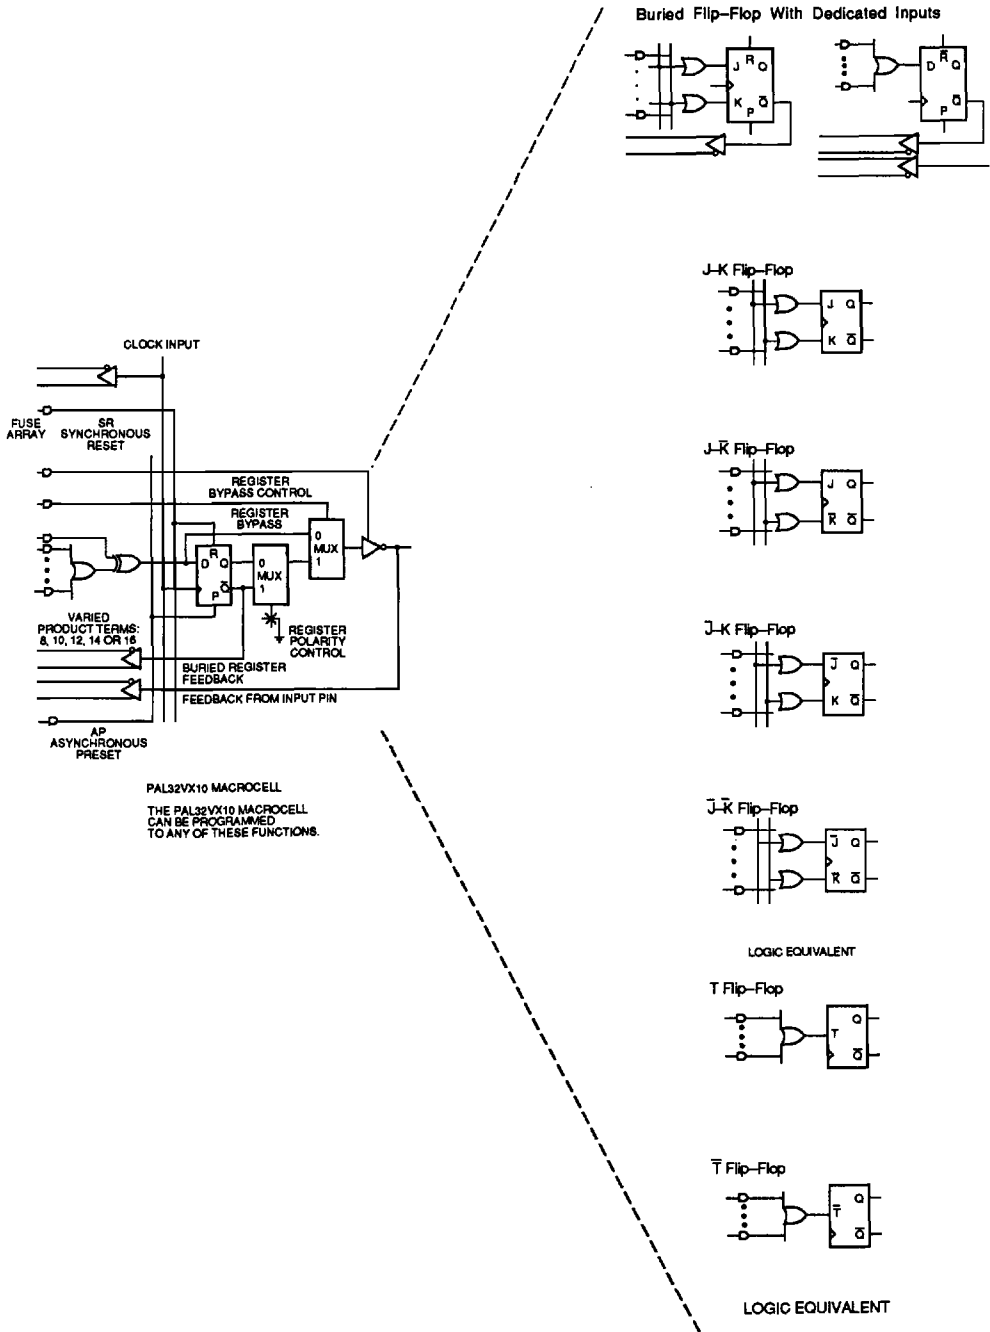 Buried Flip-Flop With Dedicated Inputs
J R Q
K Q̅
P
D R̅ Q
Q̅
P
J-K Flip-Flop
J Q
K Q̅
J-K̅ Flip-Flop
J Q
K̅ Q̅
J̅-K Flip-Flop
J̅ Q
K Q̅
J̅-K̅ Flip-Flop
J̅ Q
K̅ Q̅
LOGIC EQUIVALENT
T Flip-Flop
Q
T
Q̅
T̅ Flip-Flop
Q
T̅
Q̅
LOGIC EQUIVALENT
CLOCK INPUT
FUSE
ARRAY
SR
SYNCHRONOUS
RESET
REGISTER
BYPASS CONTROL
REGISTER
BYPASS
0
MUX
1
R
D Q
P Q̅
0
MUX
1
VARIED
PRODUCT TERMS:
8, 10, 12, 14 OR 16
REGISTER
POLARITY
CONTROL
BURIED REGISTER
FEEDBACK
FEEDBACK FROM INPUT PIN
AP
ASYNCHRONOUS
PRESET
PAL32VX10 MACROCELL
THE PAL32VX10 MACROCELL
CAN BE PROGRAMMED
TO ANY OF THESE FUNCTIONS.